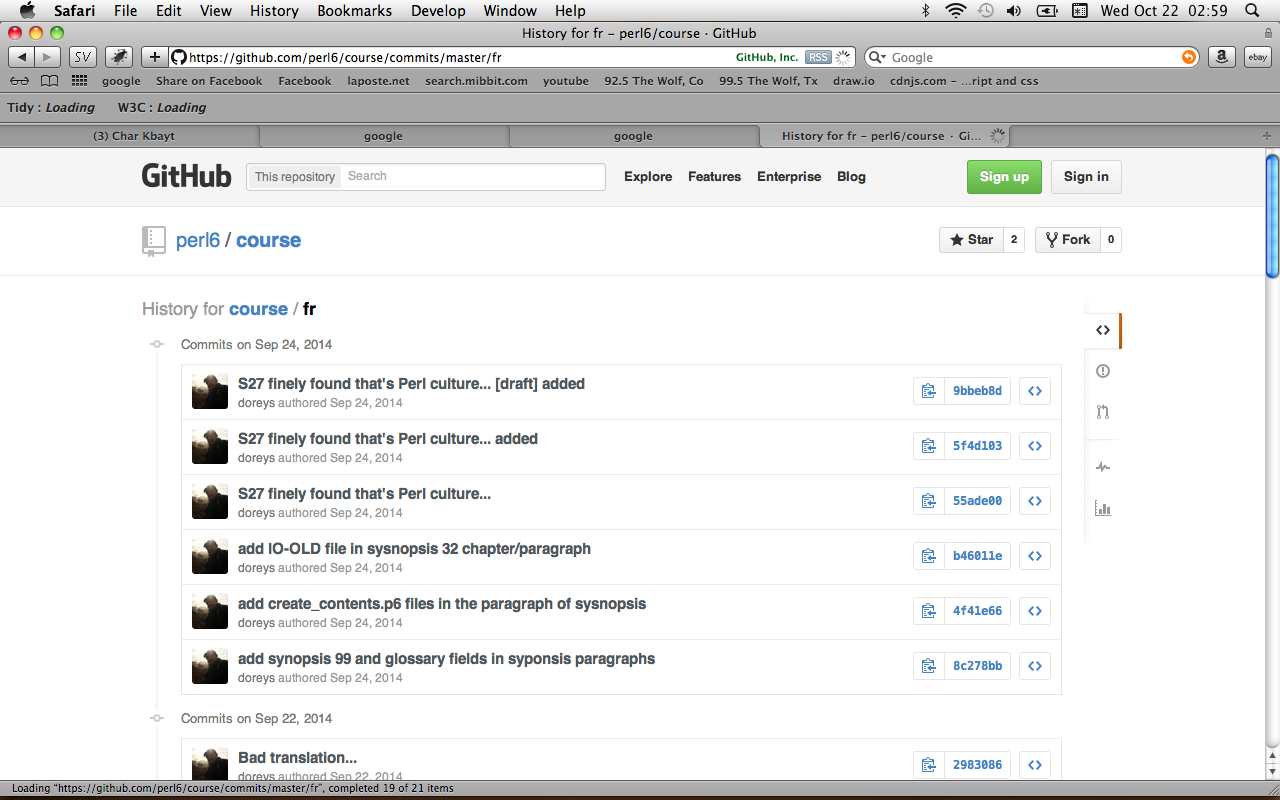 Safari File Edit View History Bookmarks Develop Window Help Wed Oct 22 02:59
History for fr – perl6/course · GitHub
SV + https://github.com/perl6/course/commits/master/fr GitHub, Inc. RSS Google a ebay
google Share on Facebook Facebook laposte.net search.mibbit.com youtube 92.5 The Wolf, Co 99.5 The Wolf, Tx draw.io cdnjs.com – ...ript and css
Tidy : Loading W3C : Loading
(3) Char Kbayt google google History for fr – perl6/course · Gi... +
GitHub This repository Search Explore Features Enterprise Blog Sign up Sign in
perl6 / course Star 2 Fork 0
History for course / fr
Commits on Sep 24, 2014
S27 finely found that's Perl culture... [draft] added
doreys authored Sep 24, 2014
9bbeb8d
S27 finely found that's Perl culture... added
doreys authored Sep 24, 2014
5f4d103
S27 finely found that's Perl culture...
doreys authored Sep 24, 2014
55ade00
add IO-OLD file in sysnopsis 32 chapter/paragraph
doreys authored Sep 24, 2014
b46011e
add create_contents.p6 files in the paragraph of sysnopsis
doreys authored Sep 24, 2014
4f41e66
add synopsis 99 and glossary fields in syponsis paragraphs
doreys authored Sep 24, 2014
8c278bb
Commits on Sep 22, 2014
Bad translation...
doreys authored Sep 22, 2014
2983086
Loading "https://github.com/perl6/course/commits/master/fr", completed 19 of 21 items